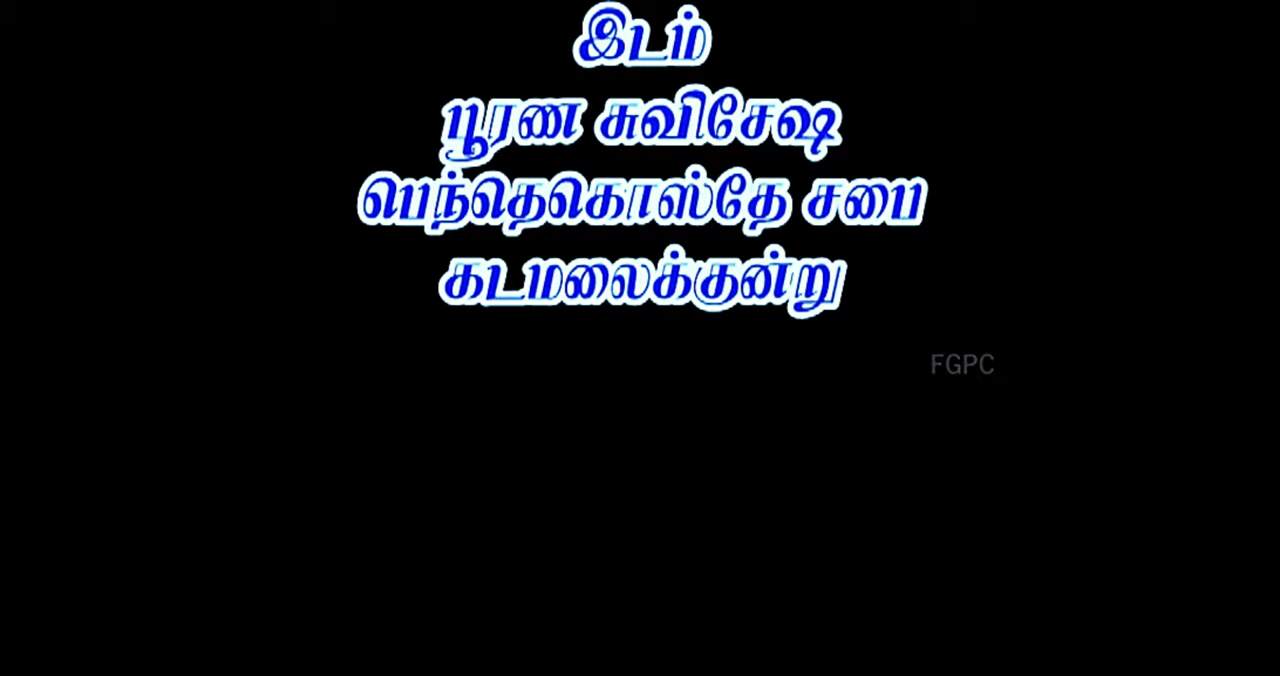 இடம்
பூரண சுவிசேஷ
பெந்தெகொஸ்தே சபை
கடமலைக்குன்று
FGPC